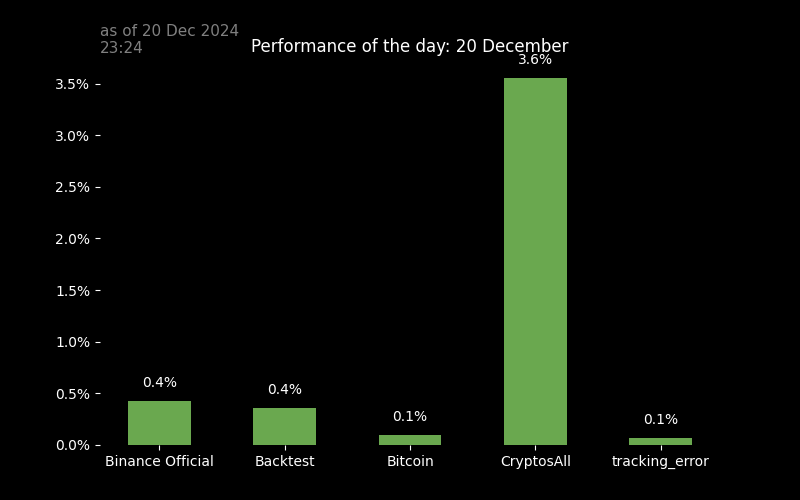 as of 20 Dec 2024
23:24
Performance of the day: 20 December
3.6%
3.5%
3.0%
2.5%
2.0%
1.5%
1.0%
0.5%
0.0%
0.4%
0.4%
0.1%
0.1%
Binance Official
Backtest
Bitcoin
CryptosAll
tracking_error